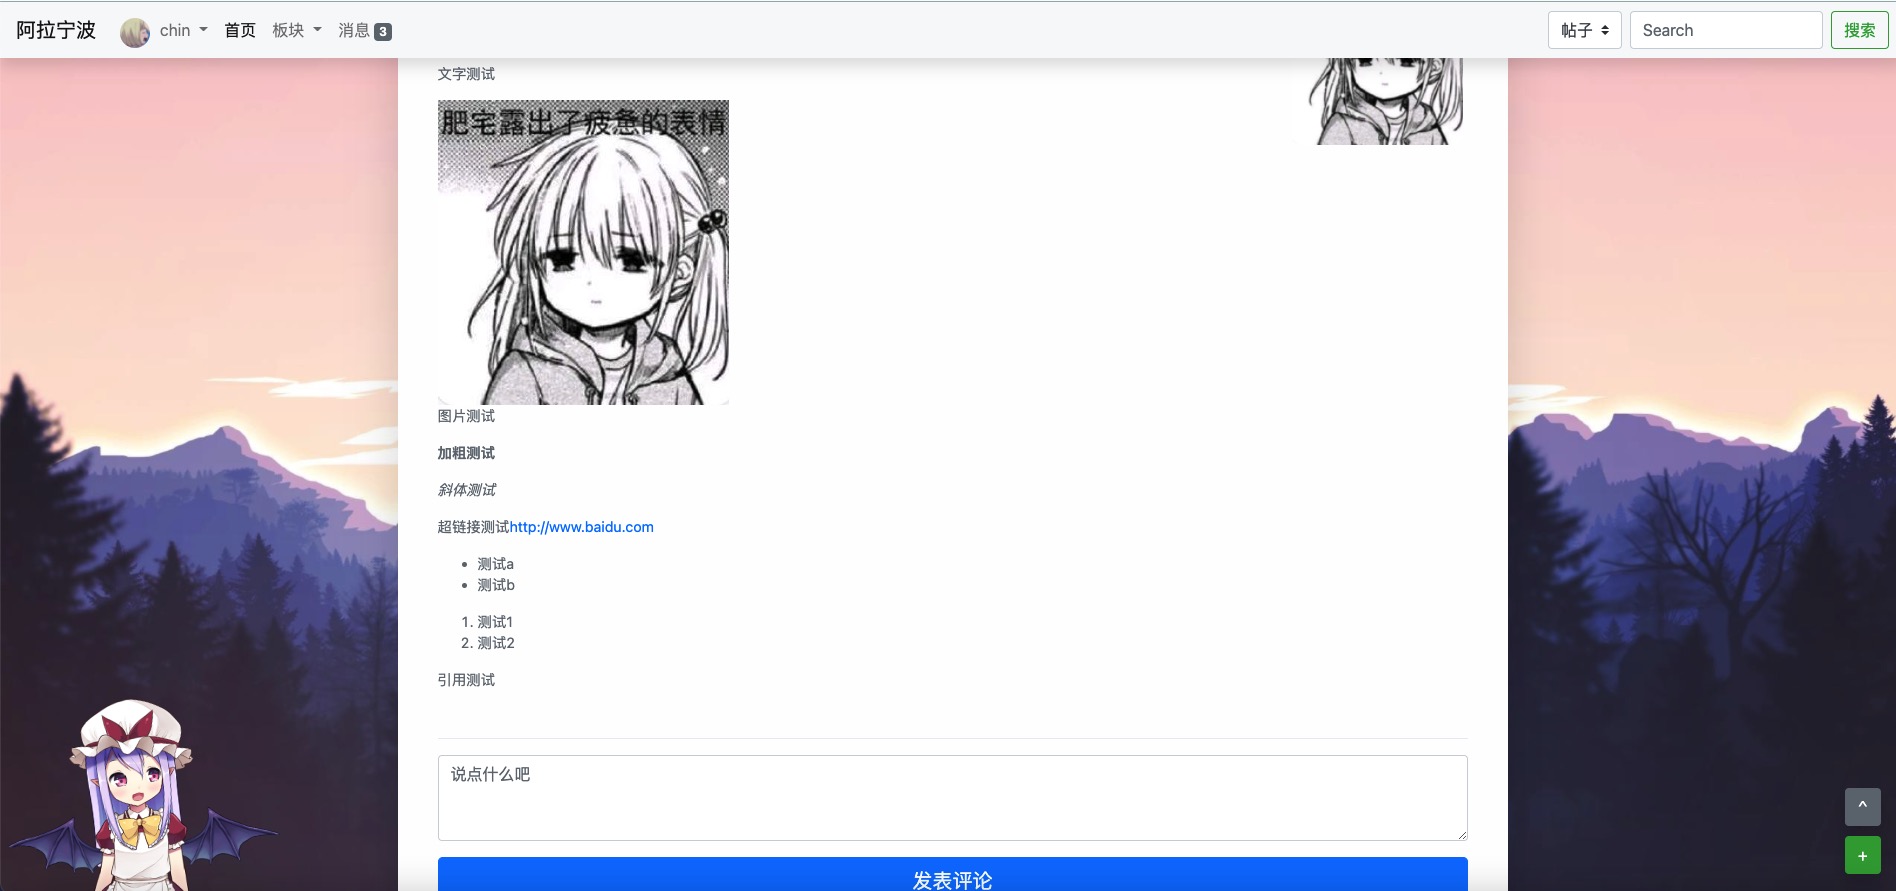 阿拉宁波 chin 首页 板块 消息 3 帖子 Search 搜索
文字测试
肥宅露出了疲惫的表情
图片测试
加粗测试
斜体测试
超链接测试http://www.baidu.com
• 测试a
• 测试b
1. 测试1
2. 测试2
引用测试
说点什么吧
^
+
发表评论